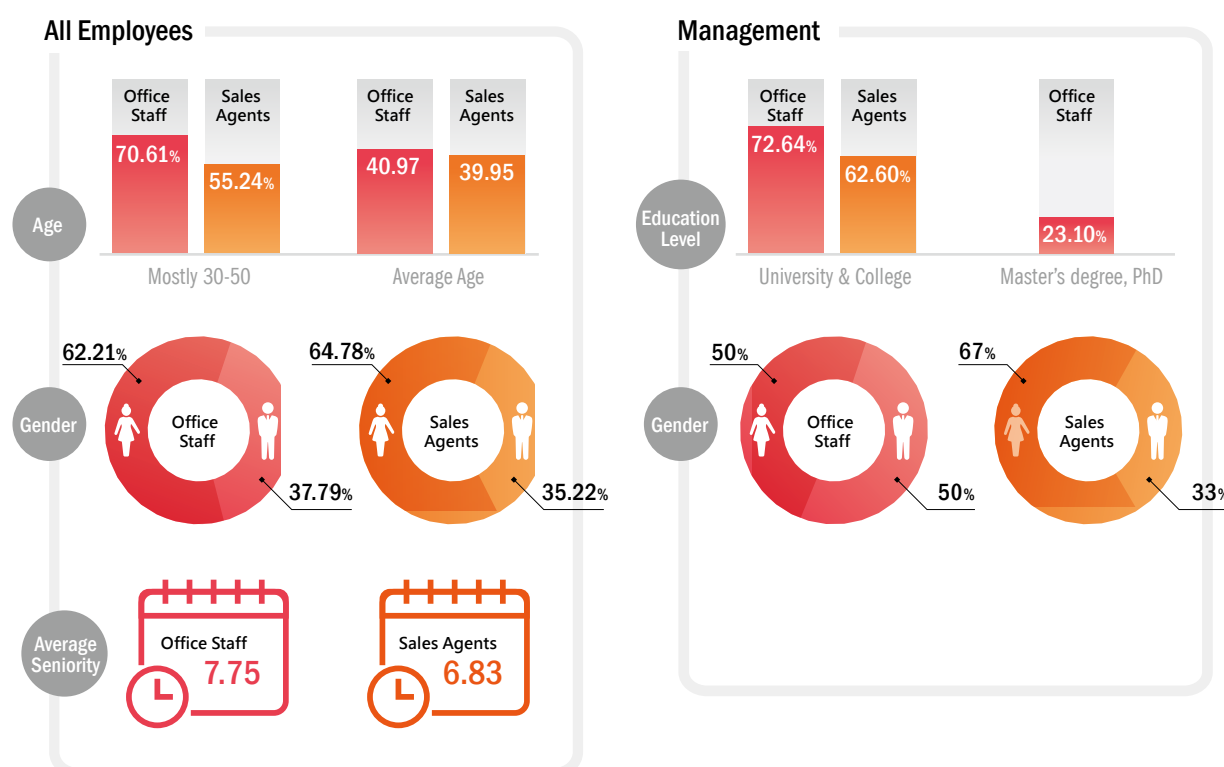 All Employees
Age
Office
Staff
70.61%
Sales
Agents
55.24%
Mostly 30-50
Office
Staff
40.97
Sales
Agents
39.95
Average Age
Gender
62.21%
Office
Staff
37.79%
64.78%
Sales
Agents
35.22%
Average
Seniority
Office Staff
7.75
Sales Agents
6.83
Management
Education
Level
Office
Staff
72.64%
Sales
Agents
62.60%
University & College
Office
Staff
23.10%
Master's degree, PhD
Gender
50%
Office
Staff
50%
67%
Sales
Agents
33%